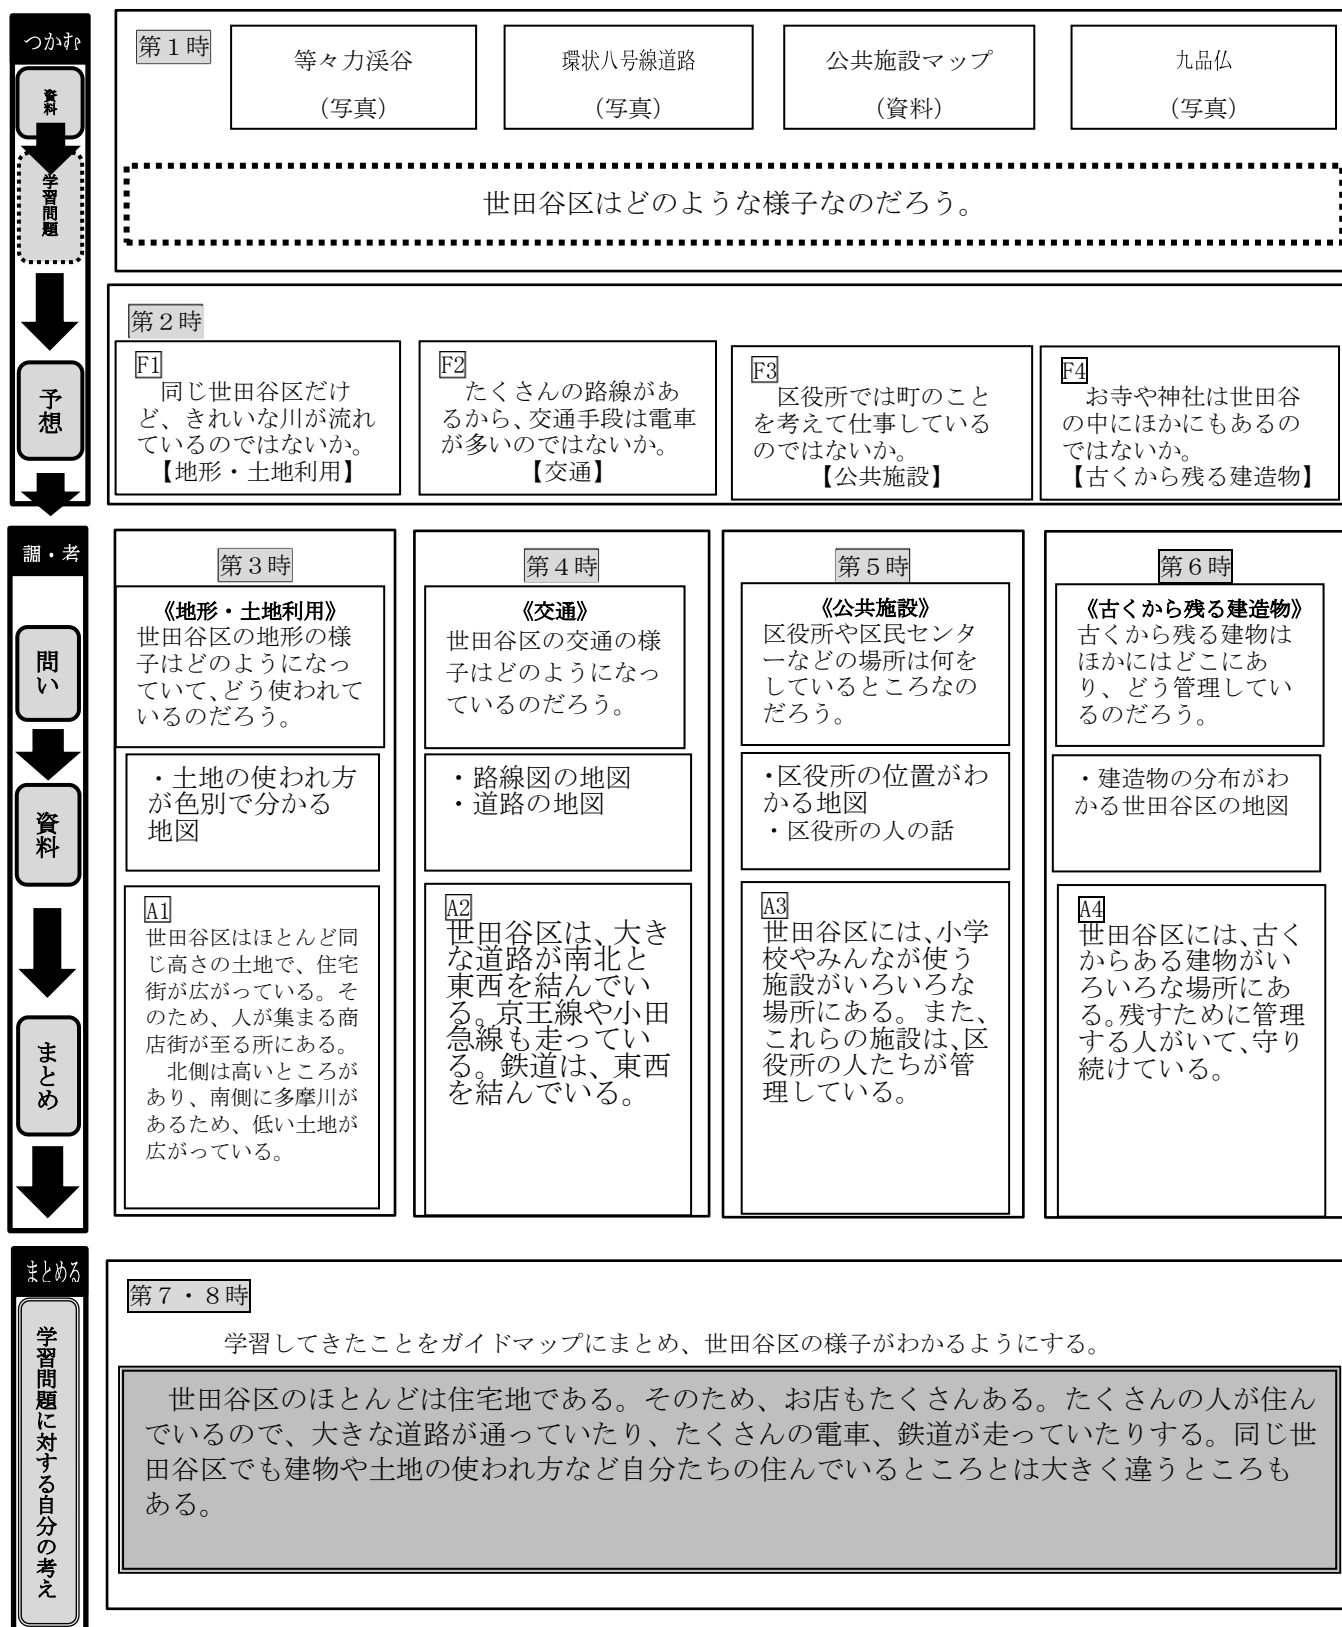 つかむ
資料
学習問題
予想
第１時
等々力渓谷
（写真）
環状八号線道路
（写真）
公共施設マップ
（資料）
九品仏
（写真）
世田谷区はどのような様子なのだろう。
第２時
F1
同じ世田谷区だけ
ど、きれいな川が流れ
ているのではないか。
【地形・土地利用】
F2
たくさんの路線があ
るから、交通手段は電車
が多いのではないか。
【交通】
F3
区役所では町のこと
を考えて仕事している
のではないか。
【公共施設】
F4
お寺や神社は世田谷
の中にほかにもあるの
ではないか。
【古くから残る建造物】
調・考
問い
資料
まとめ
第３時
《地形・土地利用》
世田谷区の地形の様
子はどのようになっ
ていて、どう使われて
いるのだろう。
・土地の使われ方
が色別で分かる
地図
A1
世田谷区はほとんど同
じ高さの土地で、住宅
街が広がっている。そ
のため、人が集まる商
店街が至る所にある。
北側は高いところが
あり、南側に多摩川が
あるため、低い土地が
広がっている。
第４時
《交通》
世田谷区の交通の様
子はどのようになっ
ているのだろう。
・路線図の地図
・道路の地図
A2
世田谷区は、大き
な道路が南北と
東西を結んでい
る。京王線や小田
急線も走ってい
る。鉄道は、東西
を結んでいる。
第５時
《公共施設》
区役所や区民センタ
ーなどの場所は何を
しているところなの
だろう。
・区役所の位置がわ
かる地図
・区役所の人の話
A3
世田谷区には、小学
校やみんなが使う
施設がいろいろな
場所にある。また、
これらの施設は、区
役所の人たちが管
理している。
第６時
《古くから残る建造物》
古くから残る建物は
ほかにはどこにあ
り、どう管理してい
るのだろう。
・建造物の分布がわ
かる世田谷区の地図
A4
世田谷区には、古く
からある建物がい
ろいろな場所にあ
る。残すために管理
する人がいて、守り
続けている。
まとめる
学習問題に対する自分の考え
第７・８時
学習してきたことをガイドマップにまとめ、世田谷区の様子がわかるようにする。
世田谷区のほとんどは住宅地である。そのため、お店もたくさんある。たくさんの人が住ん
でいるので、大きな道路が通っていたり、たくさんの電車、鉄道が走っていたりする。同じ世
田谷区でも建物や土地の使われ方など自分たちの住んでいるところとは大きく違うところも
ある。